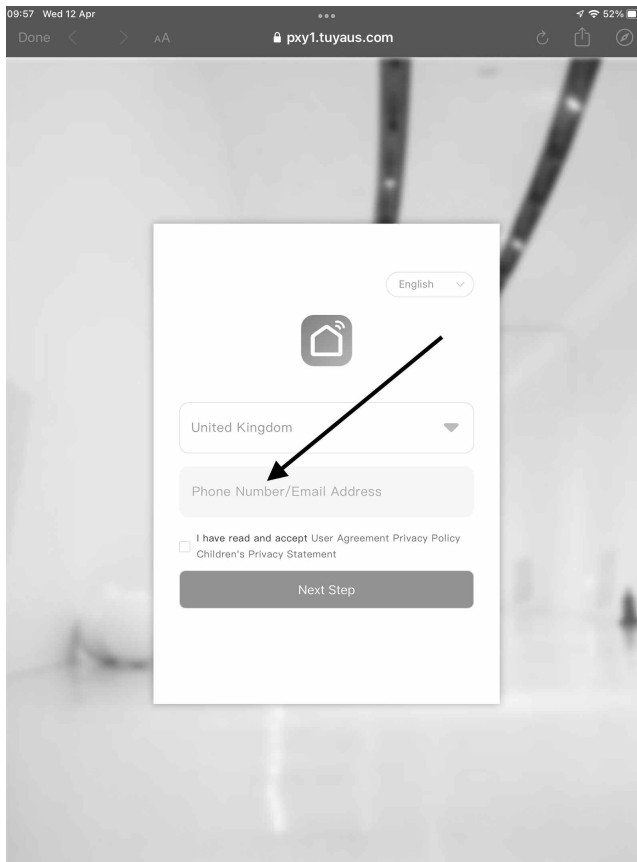 09:57 Wed 12 Apr 52%
Done AA pxy1.tuyaus.com
English
United Kingdom
Phone Number/Email Address
I have read and accept User Agreement Privacy Policy
Children's Privacy Statement
Next Step